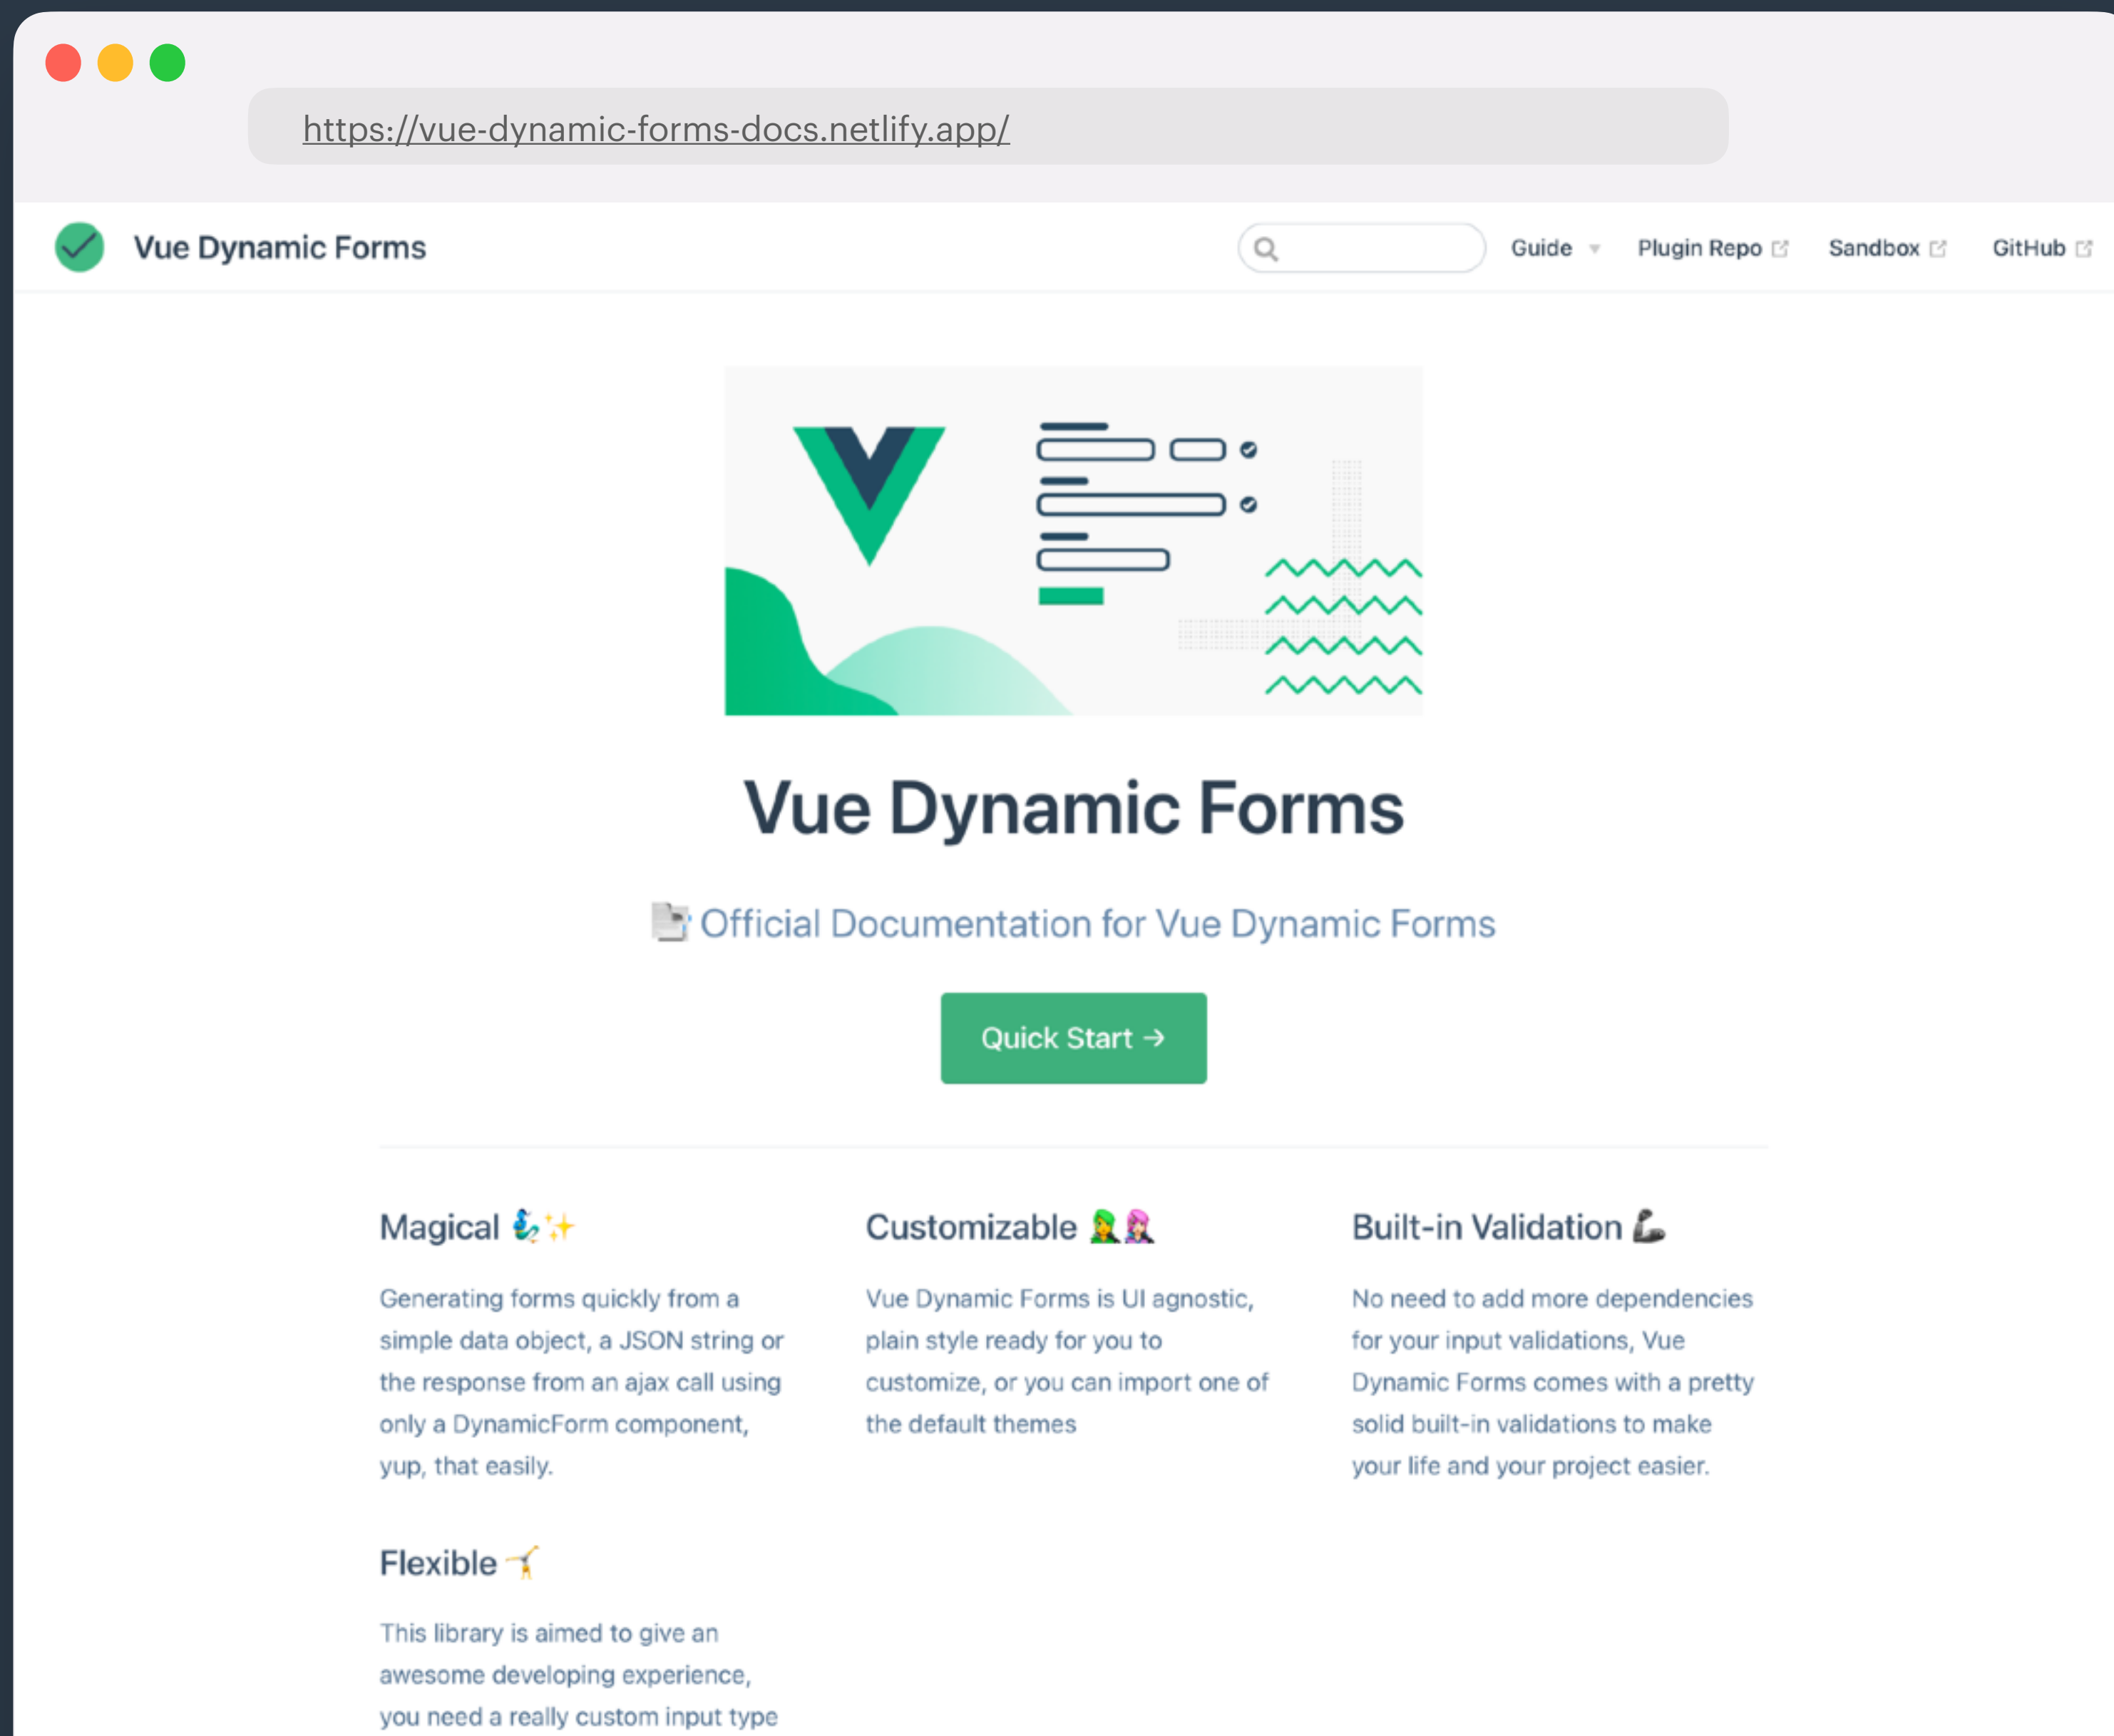 https://vue-dynamic-forms-docs.netlify.app/
Vue Dynamic Forms
Guide
Plugin Repo
Sandbox
GitHub
Vue Dynamic Forms
Official Documentation for Vue Dynamic Forms
Quick Start →
Magical
Generating forms quickly from a
simple data object, a JSON string or
the response from an ajax call using
only a DynamicForm component,
yup, that easily.
Customizable
Vue Dynamic Forms is UI agnostic,
plain style ready for you to
customize, or you can import one of
the default themes
Built-in Validation
No need to add more dependencies
for your input validations, Vue
Dynamic Forms comes with a pretty
solid built-in validations to make
your life and your project easier.
Flexible
This library is aimed to give an
awesome developing experience,
you need a really custom input type